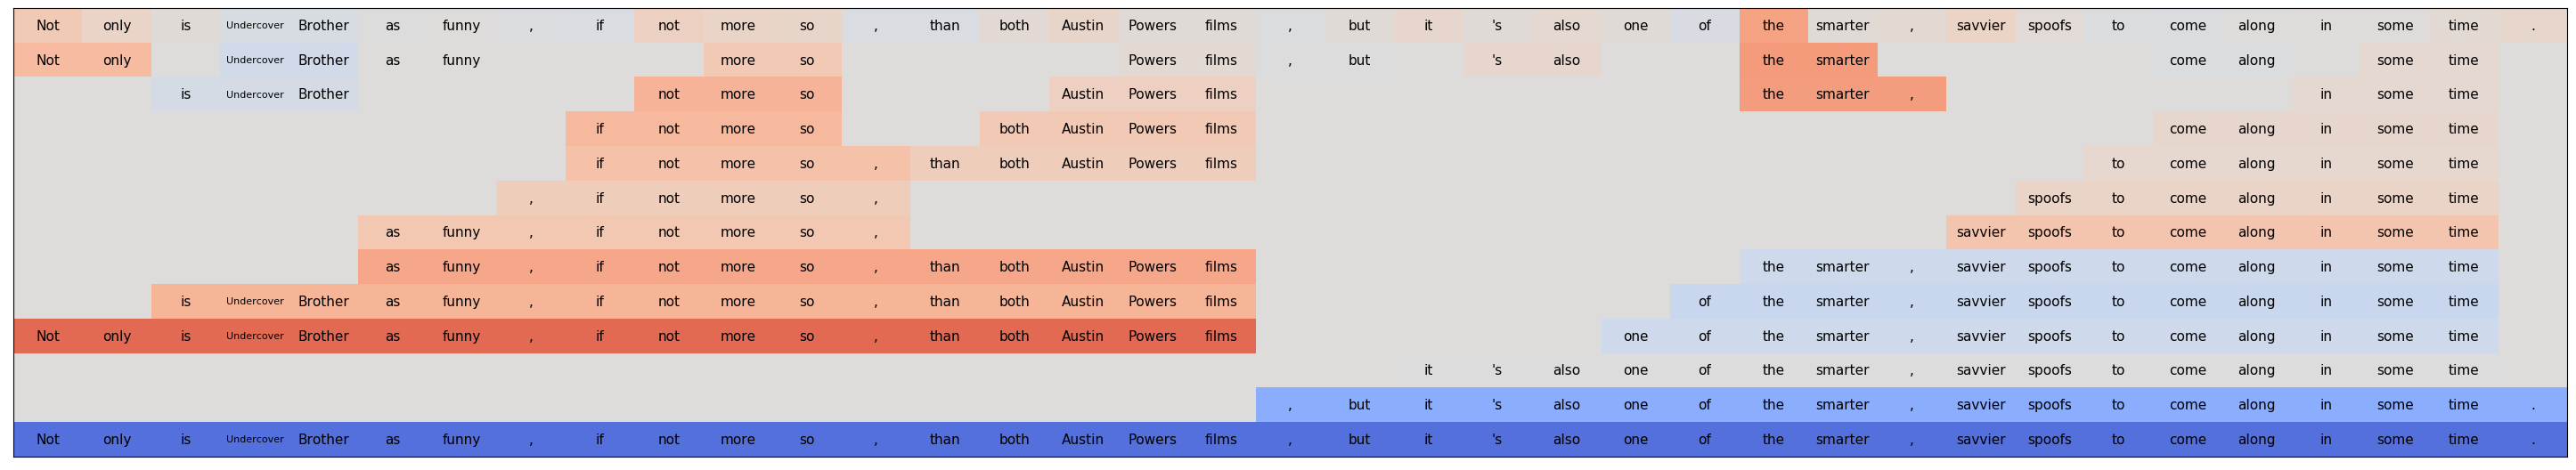 Not only is Undercover Brother as funny , if not more so , than both Austin Powers films , but it 's also one of the smarter , savvier spoofs to come along in some time .
Not only Undercover Brother as funny more so Powers films , but 's also the smarter come along some time
is Undercover Brother not more so Austin Powers films the smarter , in some time
if not more so both Austin Powers films come along in some time
if not more so , than both Austin Powers films to come along in some time
, if not more so , spoofs to come along in some time
as funny , if not more so , savvier spoofs to come along in some time
as funny , if not more so , than both Austin Powers films the smarter , savvier spoofs to come along in some time
is Undercover Brother as funny , if not more so , than both Austin Powers films of the smarter , savvier spoofs to come along in some time
Not only is Undercover Brother as funny , if not more so , than both Austin Powers films one of the smarter , savvier spoofs to come along in some time
it 's also one of the smarter , savvier spoofs to come along in some time
, but it 's also one of the smarter , savvier spoofs to come along in some time .
Not only is Undercover Brother as funny , if not more so , than both Austin Powers films , but it 's also one of the smarter , savvier spoofs to come along in some time .